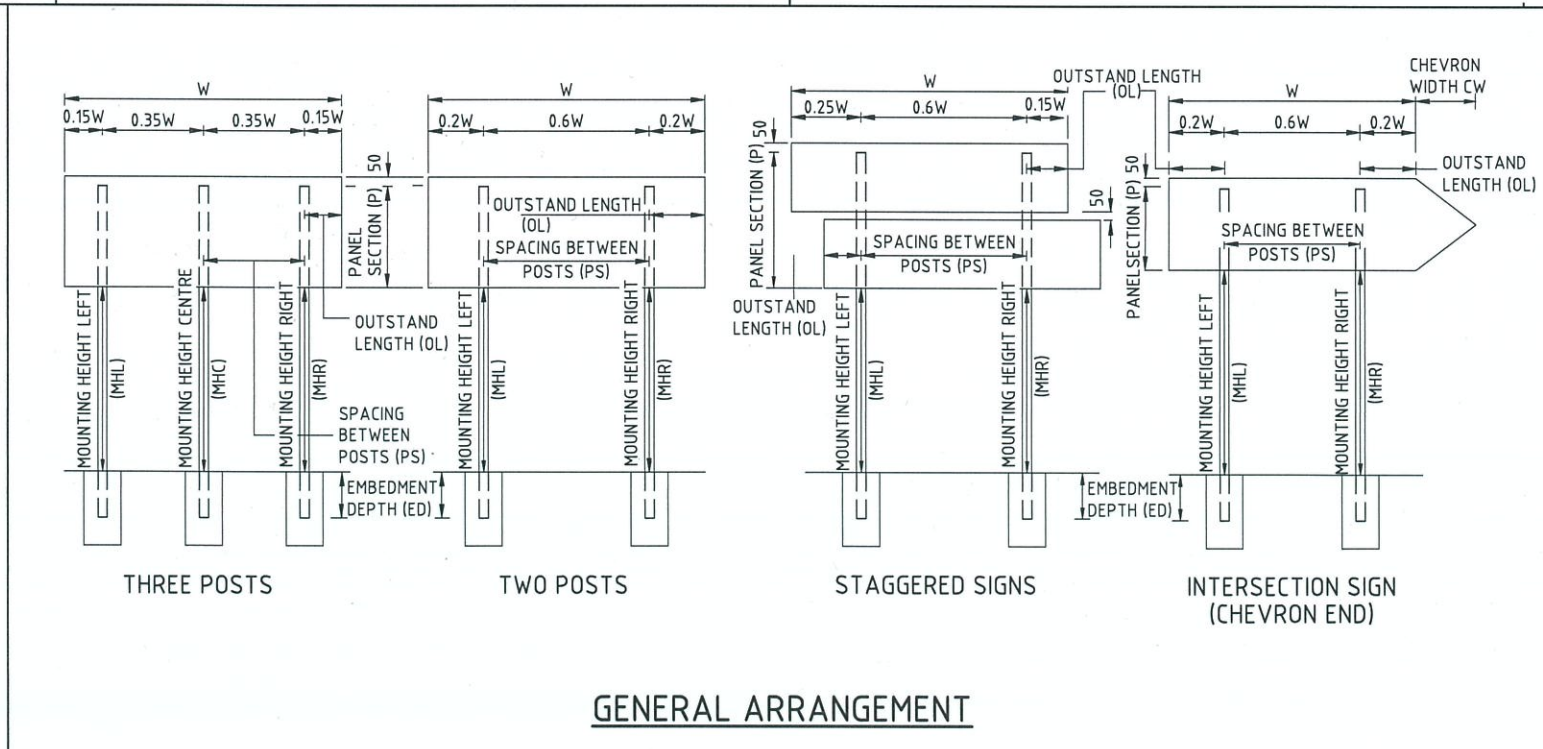 W
0.15W
0.35W
0.35W
0.15W
50
PANEL
SECTION (P)
MOUNTING HEIGHT LEFT
(MHL)
MOUNTING HEIGHT CENTRE
(MHC)
MOUNTING HEIGHT RIGHT
(MHR)
OUTSTAND
LENGTH (OL)
SPACING
BETWEEN
POSTS (PS)
EMBEDMENT
DEPTH (ED)
THREE POSTS
W
0.2W
0.6W
0.2W
OUTSTAND LENGTH
(OL)
SPACING BETWEEN
POSTS (PS)
MOUNTING HEIGHT LEFT
(MHL)
MOUNTING HEIGHT RIGHT
(MHR)
TWO POSTS
W
0.25W
0.6W
0.15W
OUTSTAND LENGTH
(OL)
50
PANEL SECTION (P)
50
SPACING BETWEEN
POSTS (PS)
OUTSTAND
LENGTH (OL)
MOUNTING HEIGHT LEFT
(MHL)
MOUNTING HEIGHT RIGHT
(MHR)
EMBEDMENT
DEPTH (ED)
STAGGERED SIGNS
CHEVRON
WIDTH CW
W
0.2W
0.6W
0.2W
50
PANELSECTION (P)
OUTSTAND
LENGTH (OL)
SPACING BETWEEN
POSTS (PS)
MOUNTING HEIGHT LEFT
(MHL)
MOUNTING HEIGHT RIGHT
(MHR)
INTERSECTION SIGN
(CHEVRON END)
GENERAL ARRANGEMENT